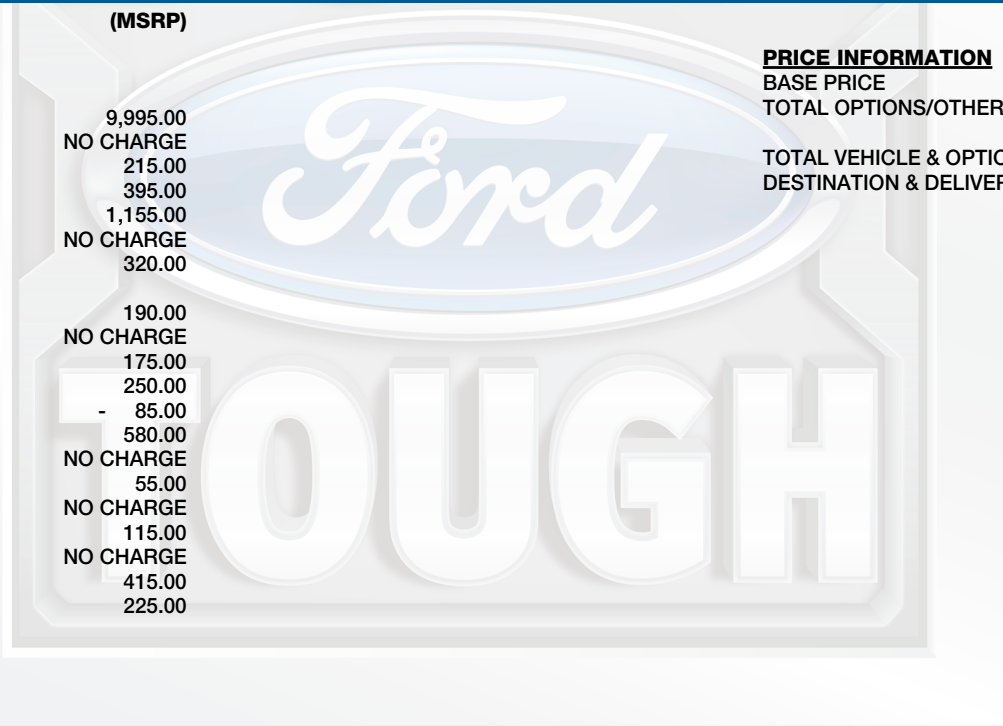 (MSRP)
9,995.00
NO CHARGE
215.00
395.00
1,155.00
NO CHARGE
320.00
190.00
NO CHARGE
175.00
250.00
- 85.00
580.00
NO CHARGE
55.00
NO CHARGE
115.00
NO CHARGE
415.00
225.00
PRICE INFORMATION
BASE PRICE
TOTAL OPTIONS/OTHER
TOTAL VEHICLE & OPTIO
DESTINATION & DELIVER
Ford
TOUGH